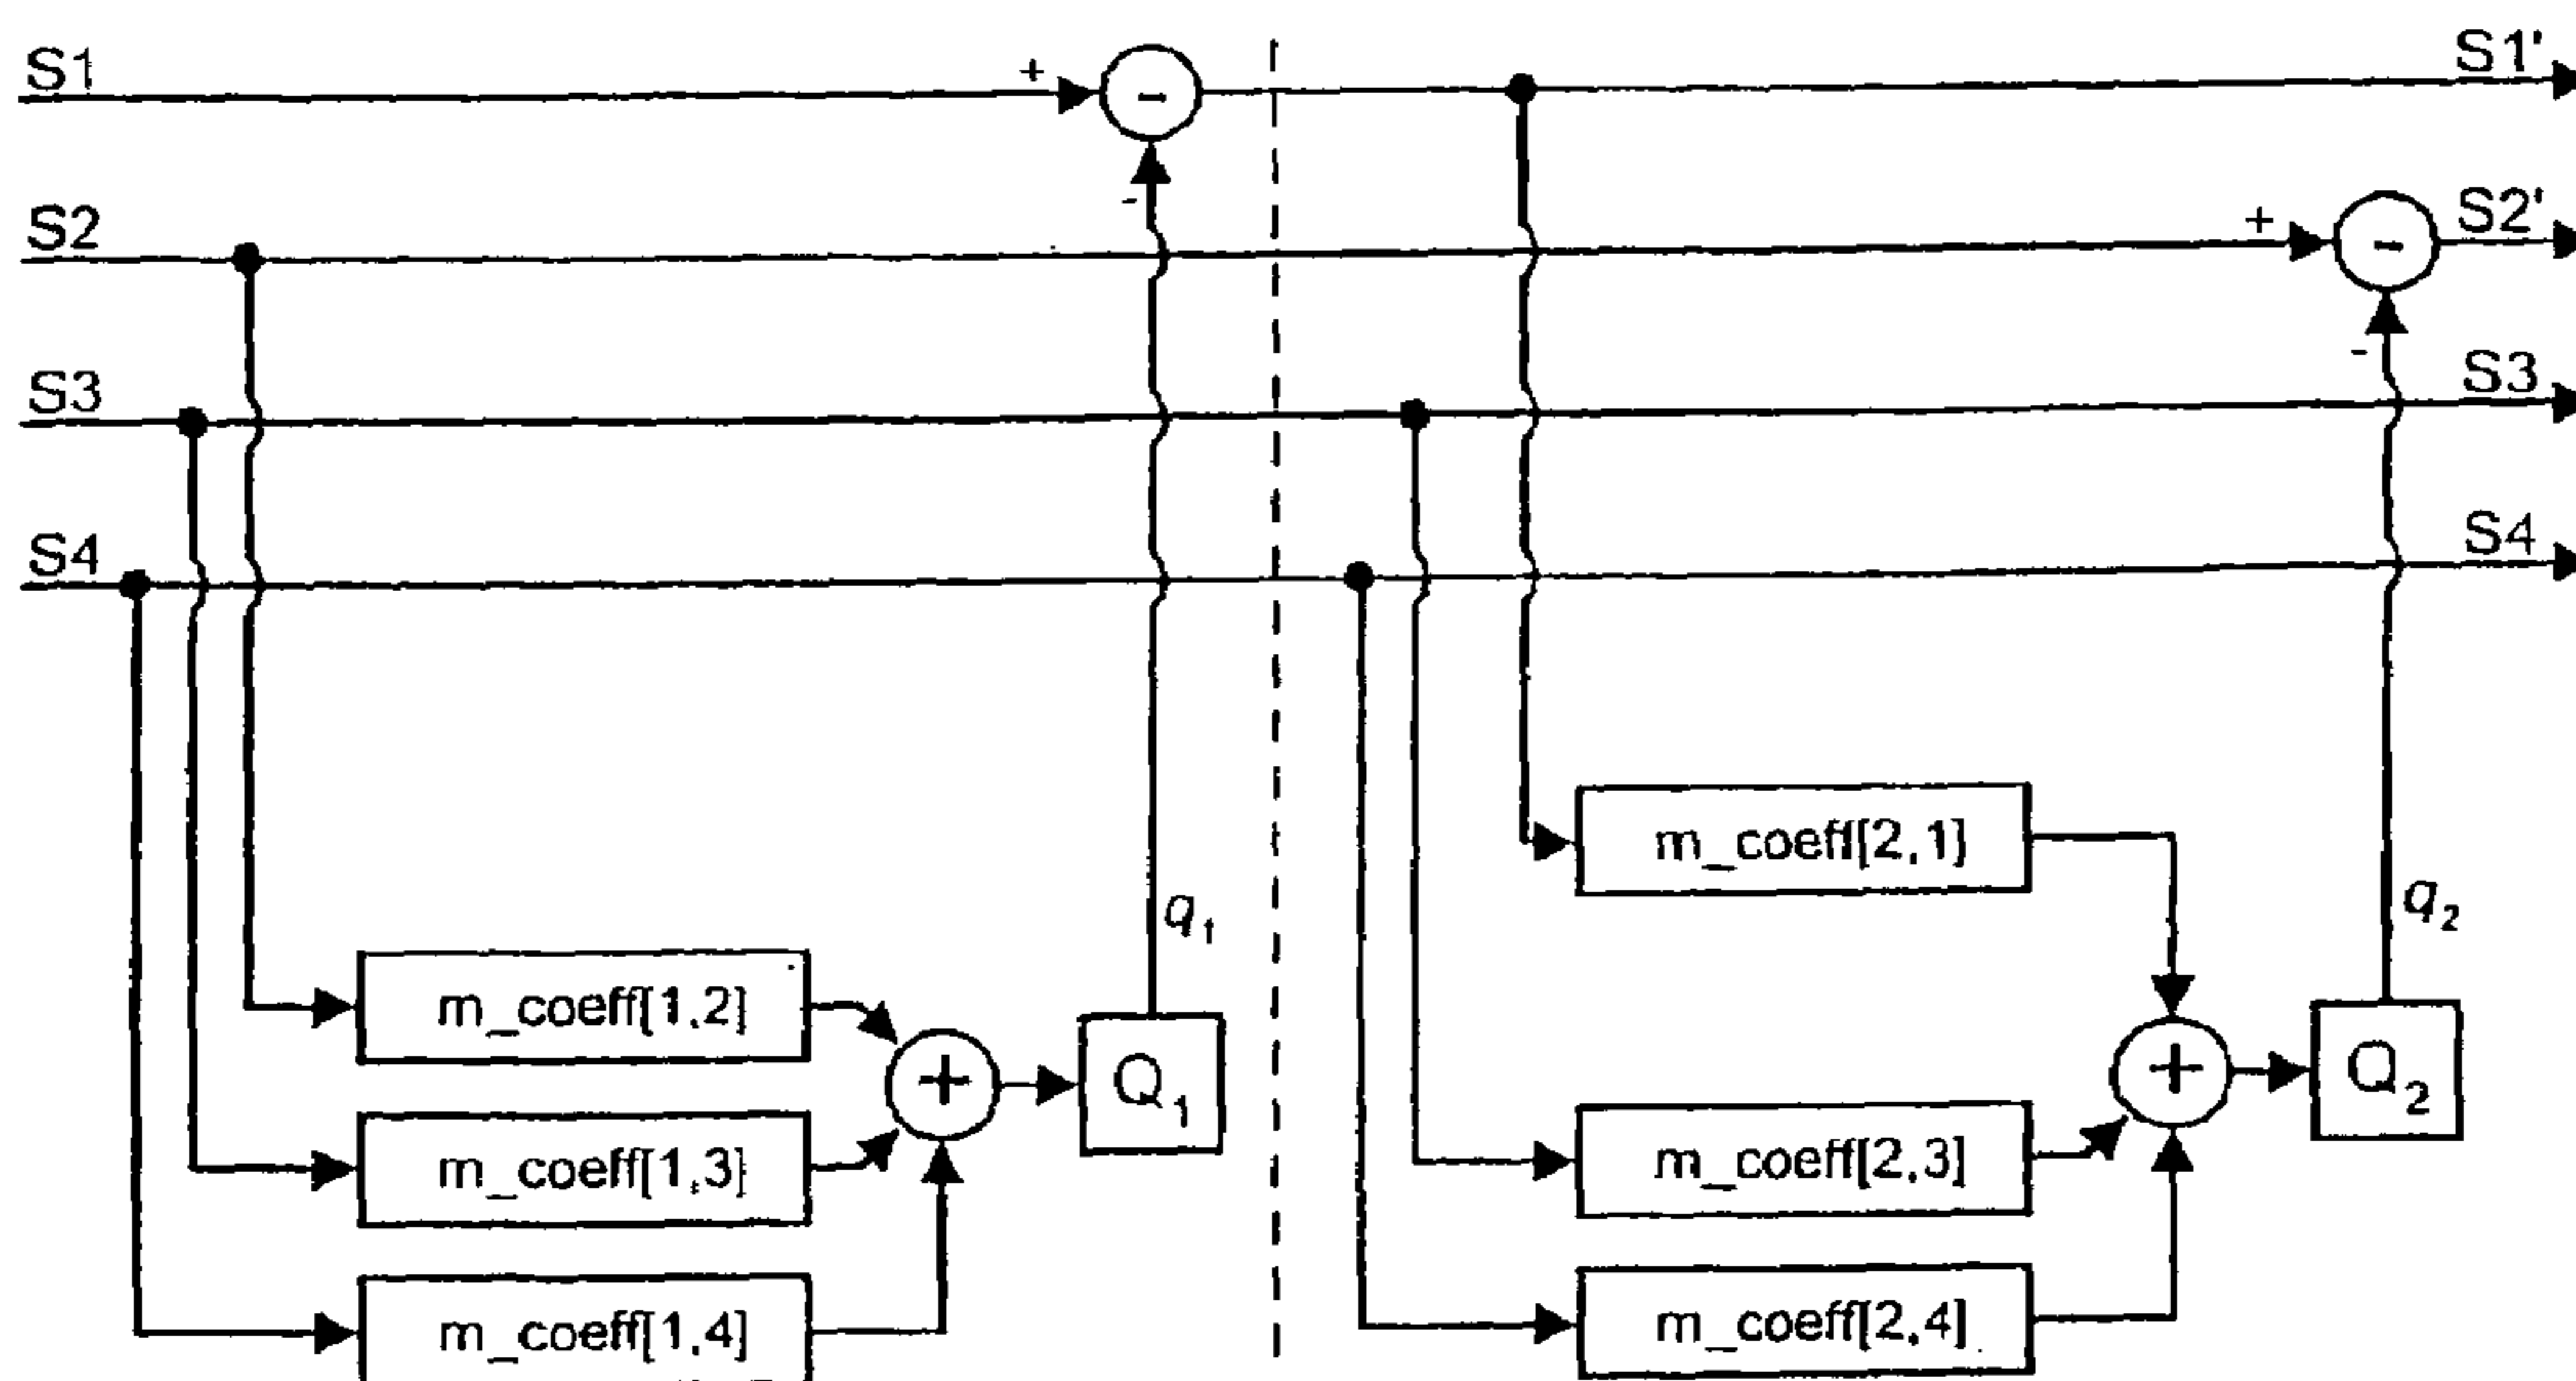 S1
+
-
S1'
-
S2
+
-
S2'
-
S3
S3
S4
S4
m_coeff[2,1]
q₁
q₂
m_coeff[1,2]
+
Q₁
+
Q₂
m_coeff[1,3]
m_coeff[2,3]
m_coeff[1,4]
m_coeff[2,4]